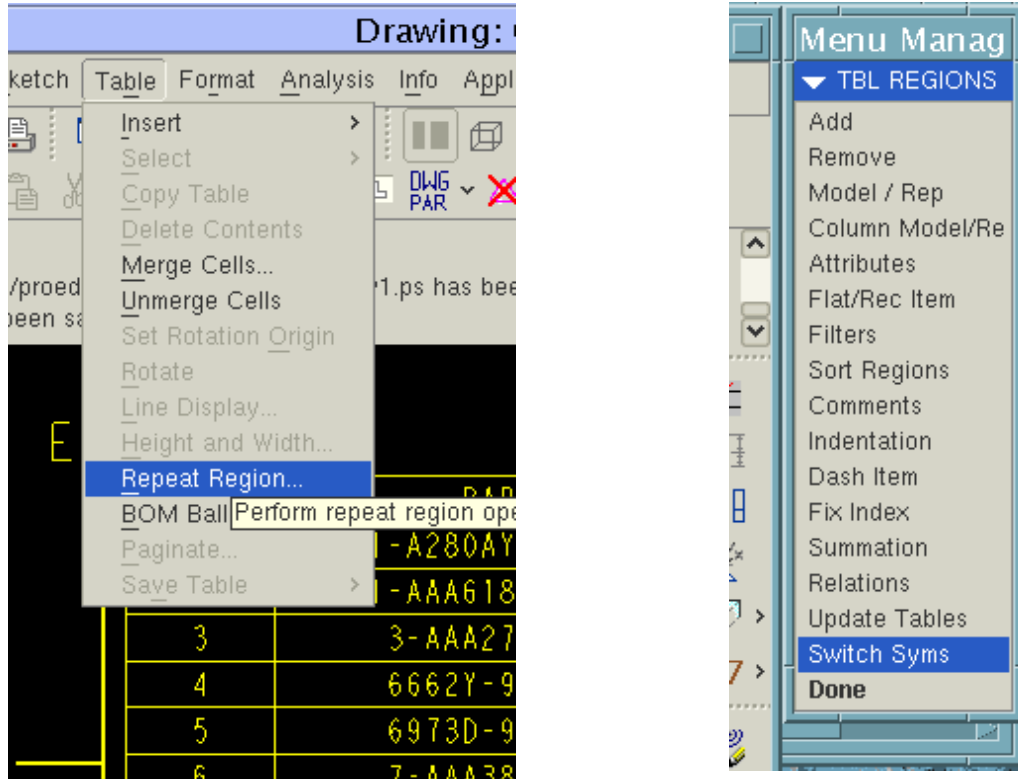 Drawing:
ketch Table Format Analysis Info Appl
Insert
Select
Copy Table
DWG
PAR
Delete Contents
Merge Cells...
/proed
1.ps has bee
Unmerge Cells
been sa
Set Rotation Origin
Rotate
Line Display...
E
Height and Width...
Repeat Region...
BOM Ball
Perform repeat region ope
-A280AY
Paginate...
Save Table
-AAA618
3 3-AAA27
4 6662Y-9
5 6973D-9
6 7-AAA38
Menu Manag
TBL REGIONS
Add
Remove
Model / Rep
Column Model/Re
Attributes
Flat/Rec Item
Filters
Sort Regions
Comments
Indentation
Dash Item
Fix Index
Summation
Relations
Update Tables
Switch Syms
Done